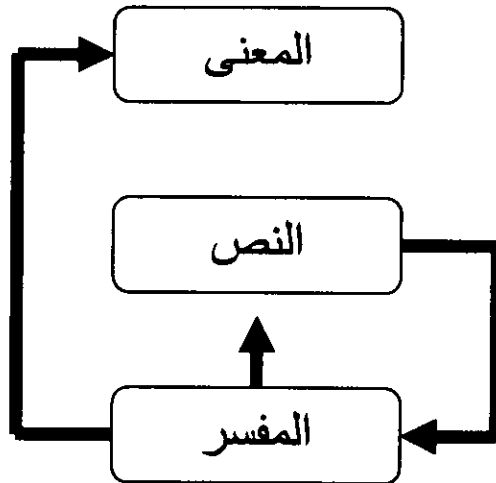 المعنى
النص
المفسر